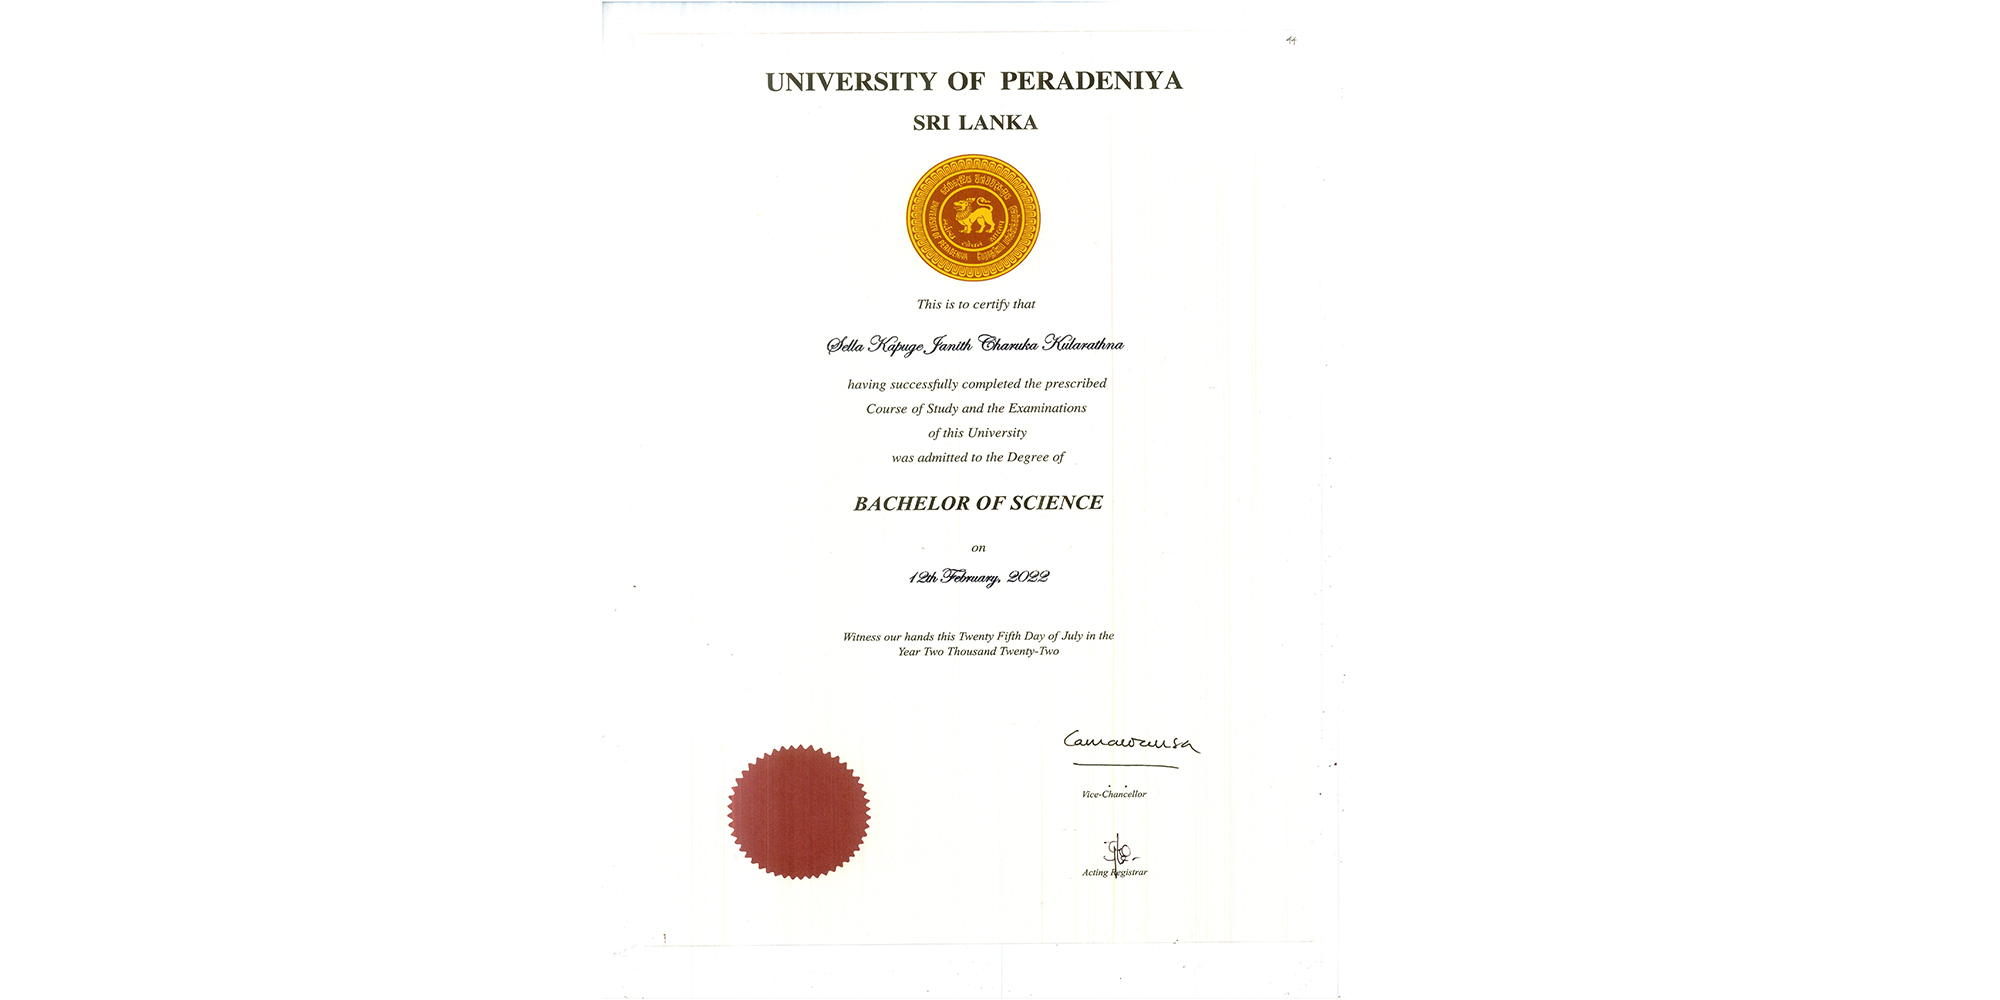 44
UNIVERSITY OF PERADENIYA
SRI LANKA
UNIVERSITY OF PERADENIYA
This is to certify that
Sella Kapuge Janith Charuka Kularathna
having successfully completed the prescribed
Course of Study and the Examinations
of this University
was admitted to the Degree of
BACHELOR OF SCIENCE
on
12th February, 2022
Witness our hands this Twenty Fifth Day of July in the
Year Two Thousand Twenty-Two
Vice-Chancellor
Acting Registrar